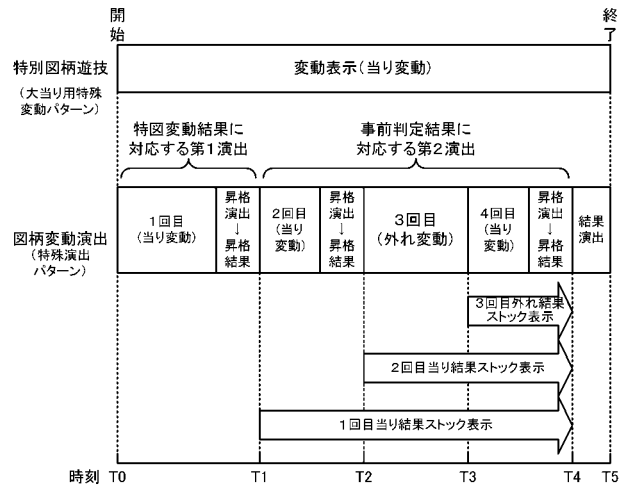 開始
終了
特別図柄遊技
(大当り用特殊
変動パターン)
変動表示(当り変動)
特図変動結果に
対応する第1演出
事前判定結果に
対応する第2演出
図柄変動演出
(特殊演出
パターン)
1回目
(当り変動)
昇格演出→昇格結果
2回目
(当り
変動)
昇格演出→昇格結果
3回目
(外れ変動)
4回目
(当り
変動)
昇格演出→昇格結果
結果演出
3回目外れ結果
ストック表示
2回目当り結果ストック表示
1回目当り結果ストック表示
時刻 T0 T1 T2 T3 T4 T5